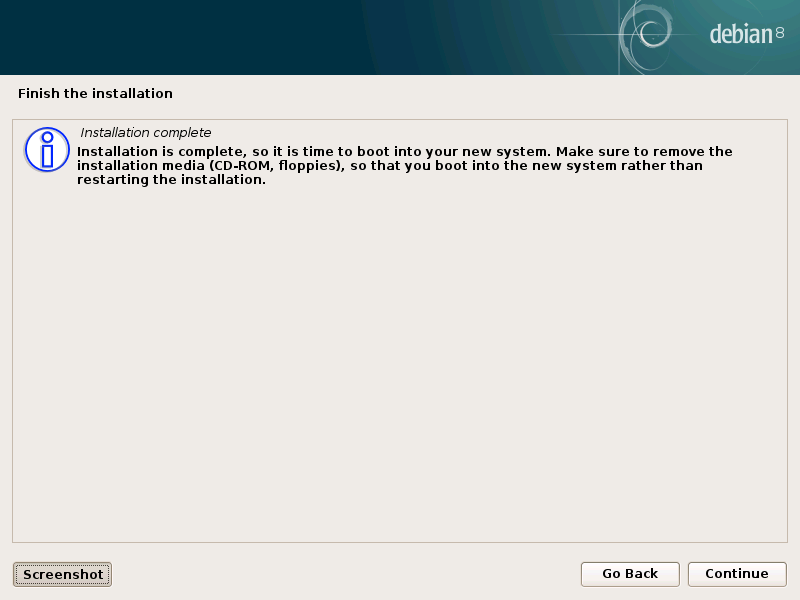 debian 8
Finish the installation
Installation complete
Installation is complete, so it is time to boot into your new system. Make sure to remove the
installation media (CD-ROM, floppies), so that you boot into the new system rather than
restarting the installation.
Screenshot
Go Back
Continue